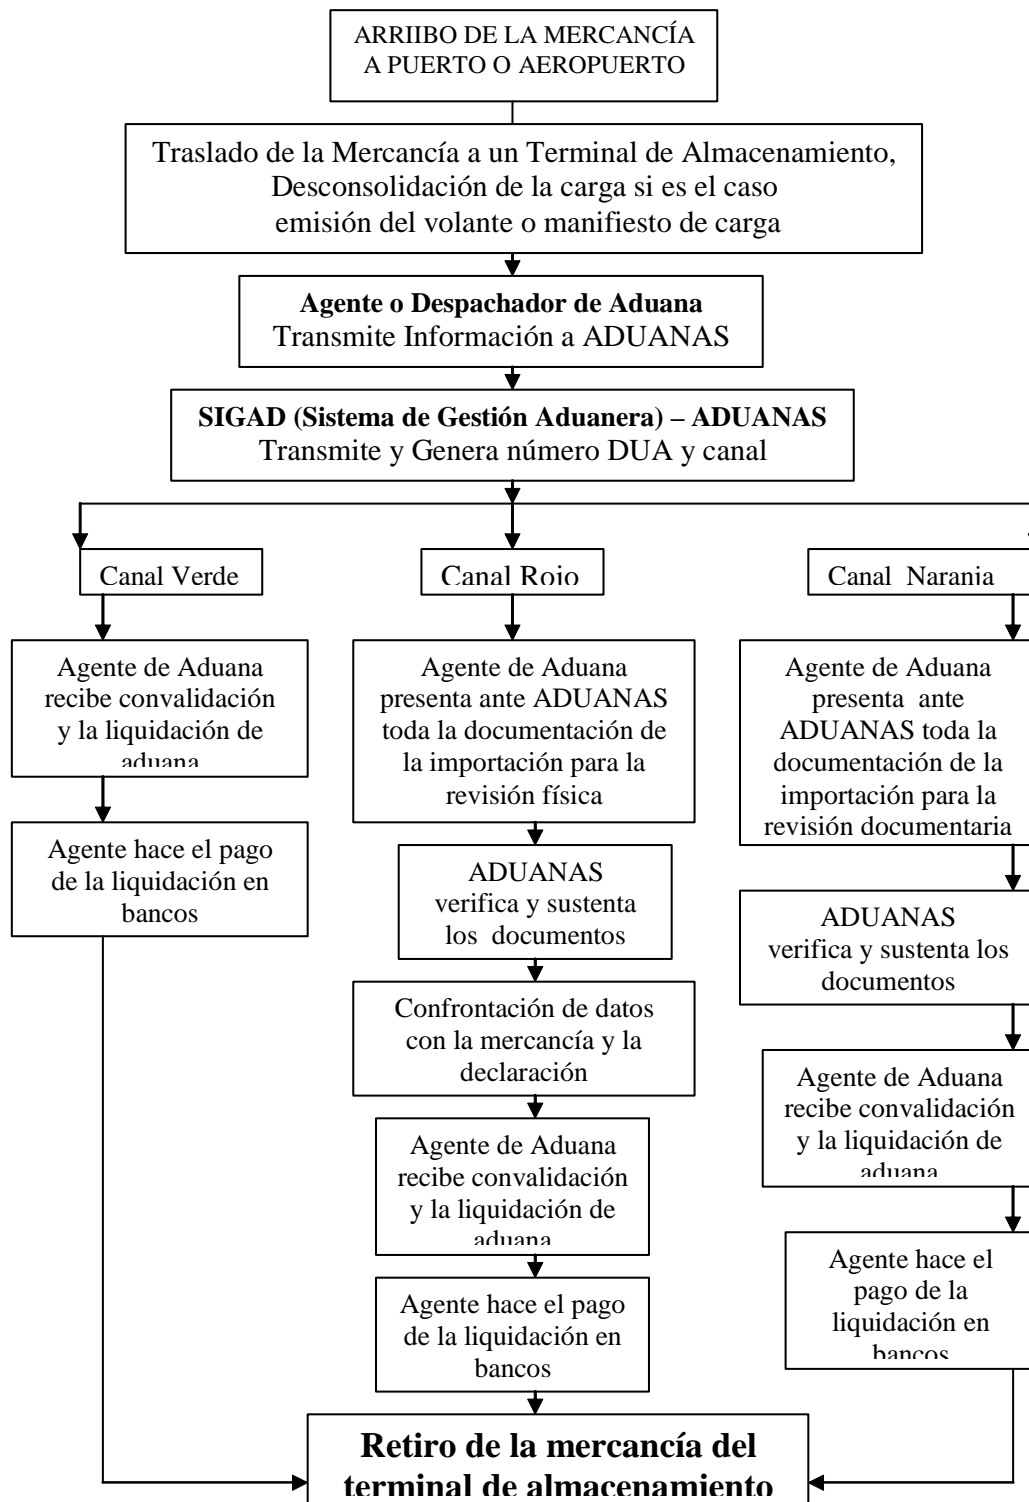 ARRIIBO DE LA MERCANCÍA
A PUERTO O AEROPUERTO
Traslado de la Mercancía a un Terminal de Almacenamiento,
Desconsolidación de la carga si es el caso
emisión del volante o manifiesto de carga
Agente o Despachador de Aduana
Transmite Información a ADUANAS
SIGAD (Sistema de Gestión Aduanera) – ADUANAS
Transmite y Genera número DUA y canal
Canal Verde
Agente de Aduana
recibe convalidación
y la liquidación de
aduana
Agente hace el pago
de la liquidación en
bancos
Canal Rojo
Agente de Aduana
presenta ante ADUANAS
toda la documentación de
la importación para la
revisión física
ADUANAS
verifica y sustenta
los documentos
Confrontación de datos
con la mercancía y la
declaración
Agente de Aduana
recibe convalidación
y la liquidación de
aduana
Agente hace el pago
de la liquidación en
bancos
Canal Naranja
Agente de Aduana
presenta ante
ADUANAS toda la
documentación de la
importación para la
revisión documentaria
ADUANAS
verifica y sustenta los
documentos
Agente de Aduana
recibe convalidación
y la liquidación de
aduana
Agente hace el
pago de la
liquidación en
bancos
Retiro de la mercancía del
terminal de almacenamiento